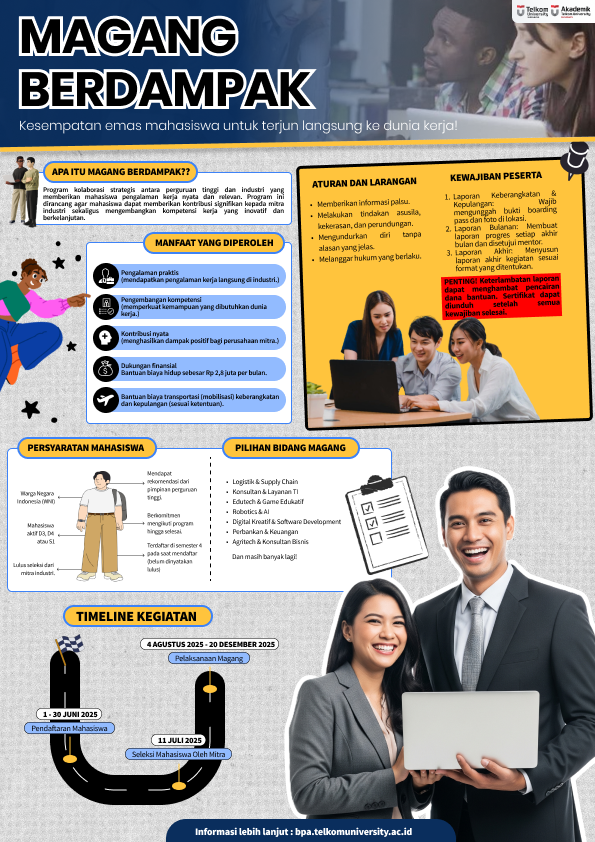 Telkom
University
Akademik
Telkom University
MAGANG
BERDAMPAK
Kesempatan emas mahasiswa untuk terjun langsung ke dunia kerja!
APA ITU MAGANG BERDAMPAK??
Program kolaborasi strategis antara perguruan tinggi dan industri yang
memberikan mahasiswa pengalaman kerja nyata dan relevan. Program ini
dirancang agar mahasiswa dapat memberikan kontribusi signifikan kepada mitra
industri sekaligus mengembangkan kompetensi kerja yang inovatif dan
berkelanjutan.
MANFAAT YANG DIPEROLEH
Pengalaman praktis
(mendapatkan pengalaman kerja langsung di industri.)
Pengembangan kompetensi
(memperkuat kemampuan yang dibutuhkan dunia
kerja.)
Kontribusi nyata
(menghasilkan dampak positif bagi perusahaan mitra.)
Dukungan finansial
Bantuan biaya hidup sebesar Rp 2,8 juta per bulan.
Bantuan biaya transportasi (mobilisasi) keberangkatan
dan kepulangan (sesuai ketentuan).
ATURAN DAN LARANGAN
• Memberikan informasi palsu.
• Melakukan tindakan asusila,
kekerasan, dan perundungan.
• Mengundurkan diri tanpa
alasan yang jelas.
• Melanggar hukum yang berlaku.
KEWAJIBAN PESERTA
1. Laporan Keberangkatan &
Kepulangan: Wajib
mengunggah bukti boarding
pass dan foto di lokasi.
2. Laporan Bulanan: Membuat
laporan progres setiap akhir
bulan dan disetujui mentor.
3. Laporan Akhir: Menyusun
laporan akhir kegiatan sesuai
format yang ditentukan.
PENTING! Keterlambatan laporan
dapat menghambat pencairan
dana bantuan. Sertifikat dapat
diunduh setelah semua
kewajiban selesai.
PERSYARATAN MAHASISWA
Warga Negara
Indonesia (WNI)
Mahasiswa
aktif D3, D4
atau S1
Lulus seleksi dari
mitra industri.
Mendapat
rekomendasi dari
pimpinan perguruan
tinggi.
Berkomitmen
mengikuti program
hingga selesai.
Terdaftar di semester 4
pada saat mendaftar
(belum dinyatakan
lulus)
PILIHAN BIDANG MAGANG
• Logistik & Supply Chain
• Konsultan & Layanan TI
• Edutech & Game Edukatif
• Robotics & AI
• Digital Kreatif & Software Development
• Perbankan & Keuangan
• Agritech & Konsultan Bisnis
Dan masih banyak lagi!
TIMELINE KEGIATAN
4 AGUSTUS 2025 - 20 DESEMBER 2025
Pelaksanaan Magang
1 - 30 JUNI 2025
Pendaftaran Mahasiswa
11 JULI 2025
Seleksi Mahasiswa Oleh Mitra
Informasi lebih lanjut : bpa.telkomuniversity.ac.id